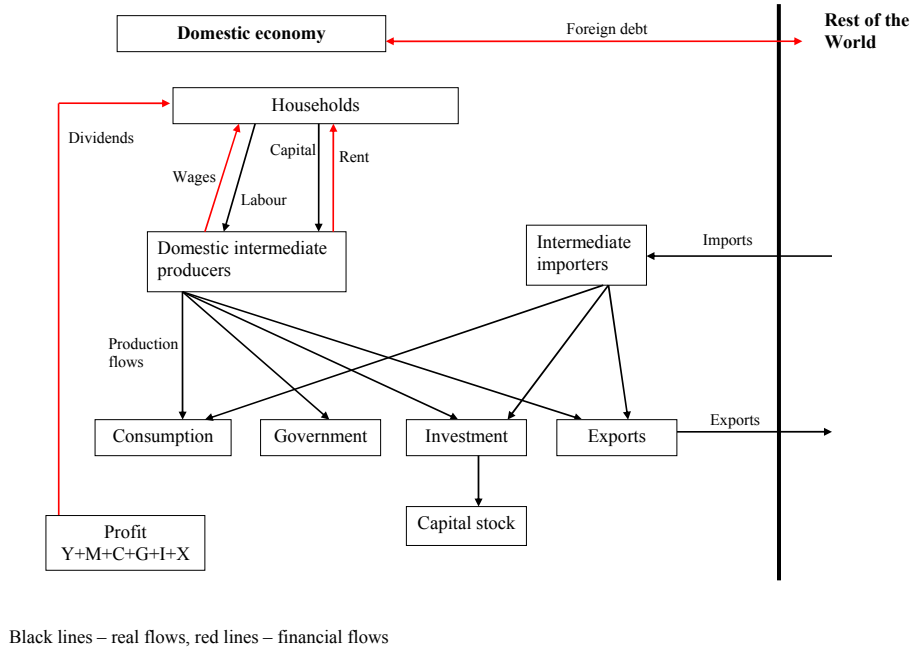 Domestic economy
Foreign debt
Rest of the
World
Households
Dividends
Capital
Rent
Wages
Labour
Domestic intermediate
producers
Intermediate
importers
Imports
Production
flows
Consumption
Government
Investment
Exports
Exports
Capital stock
Profit
Y+M+C+G+I+X
Black lines – real flows, red lines – financial flows